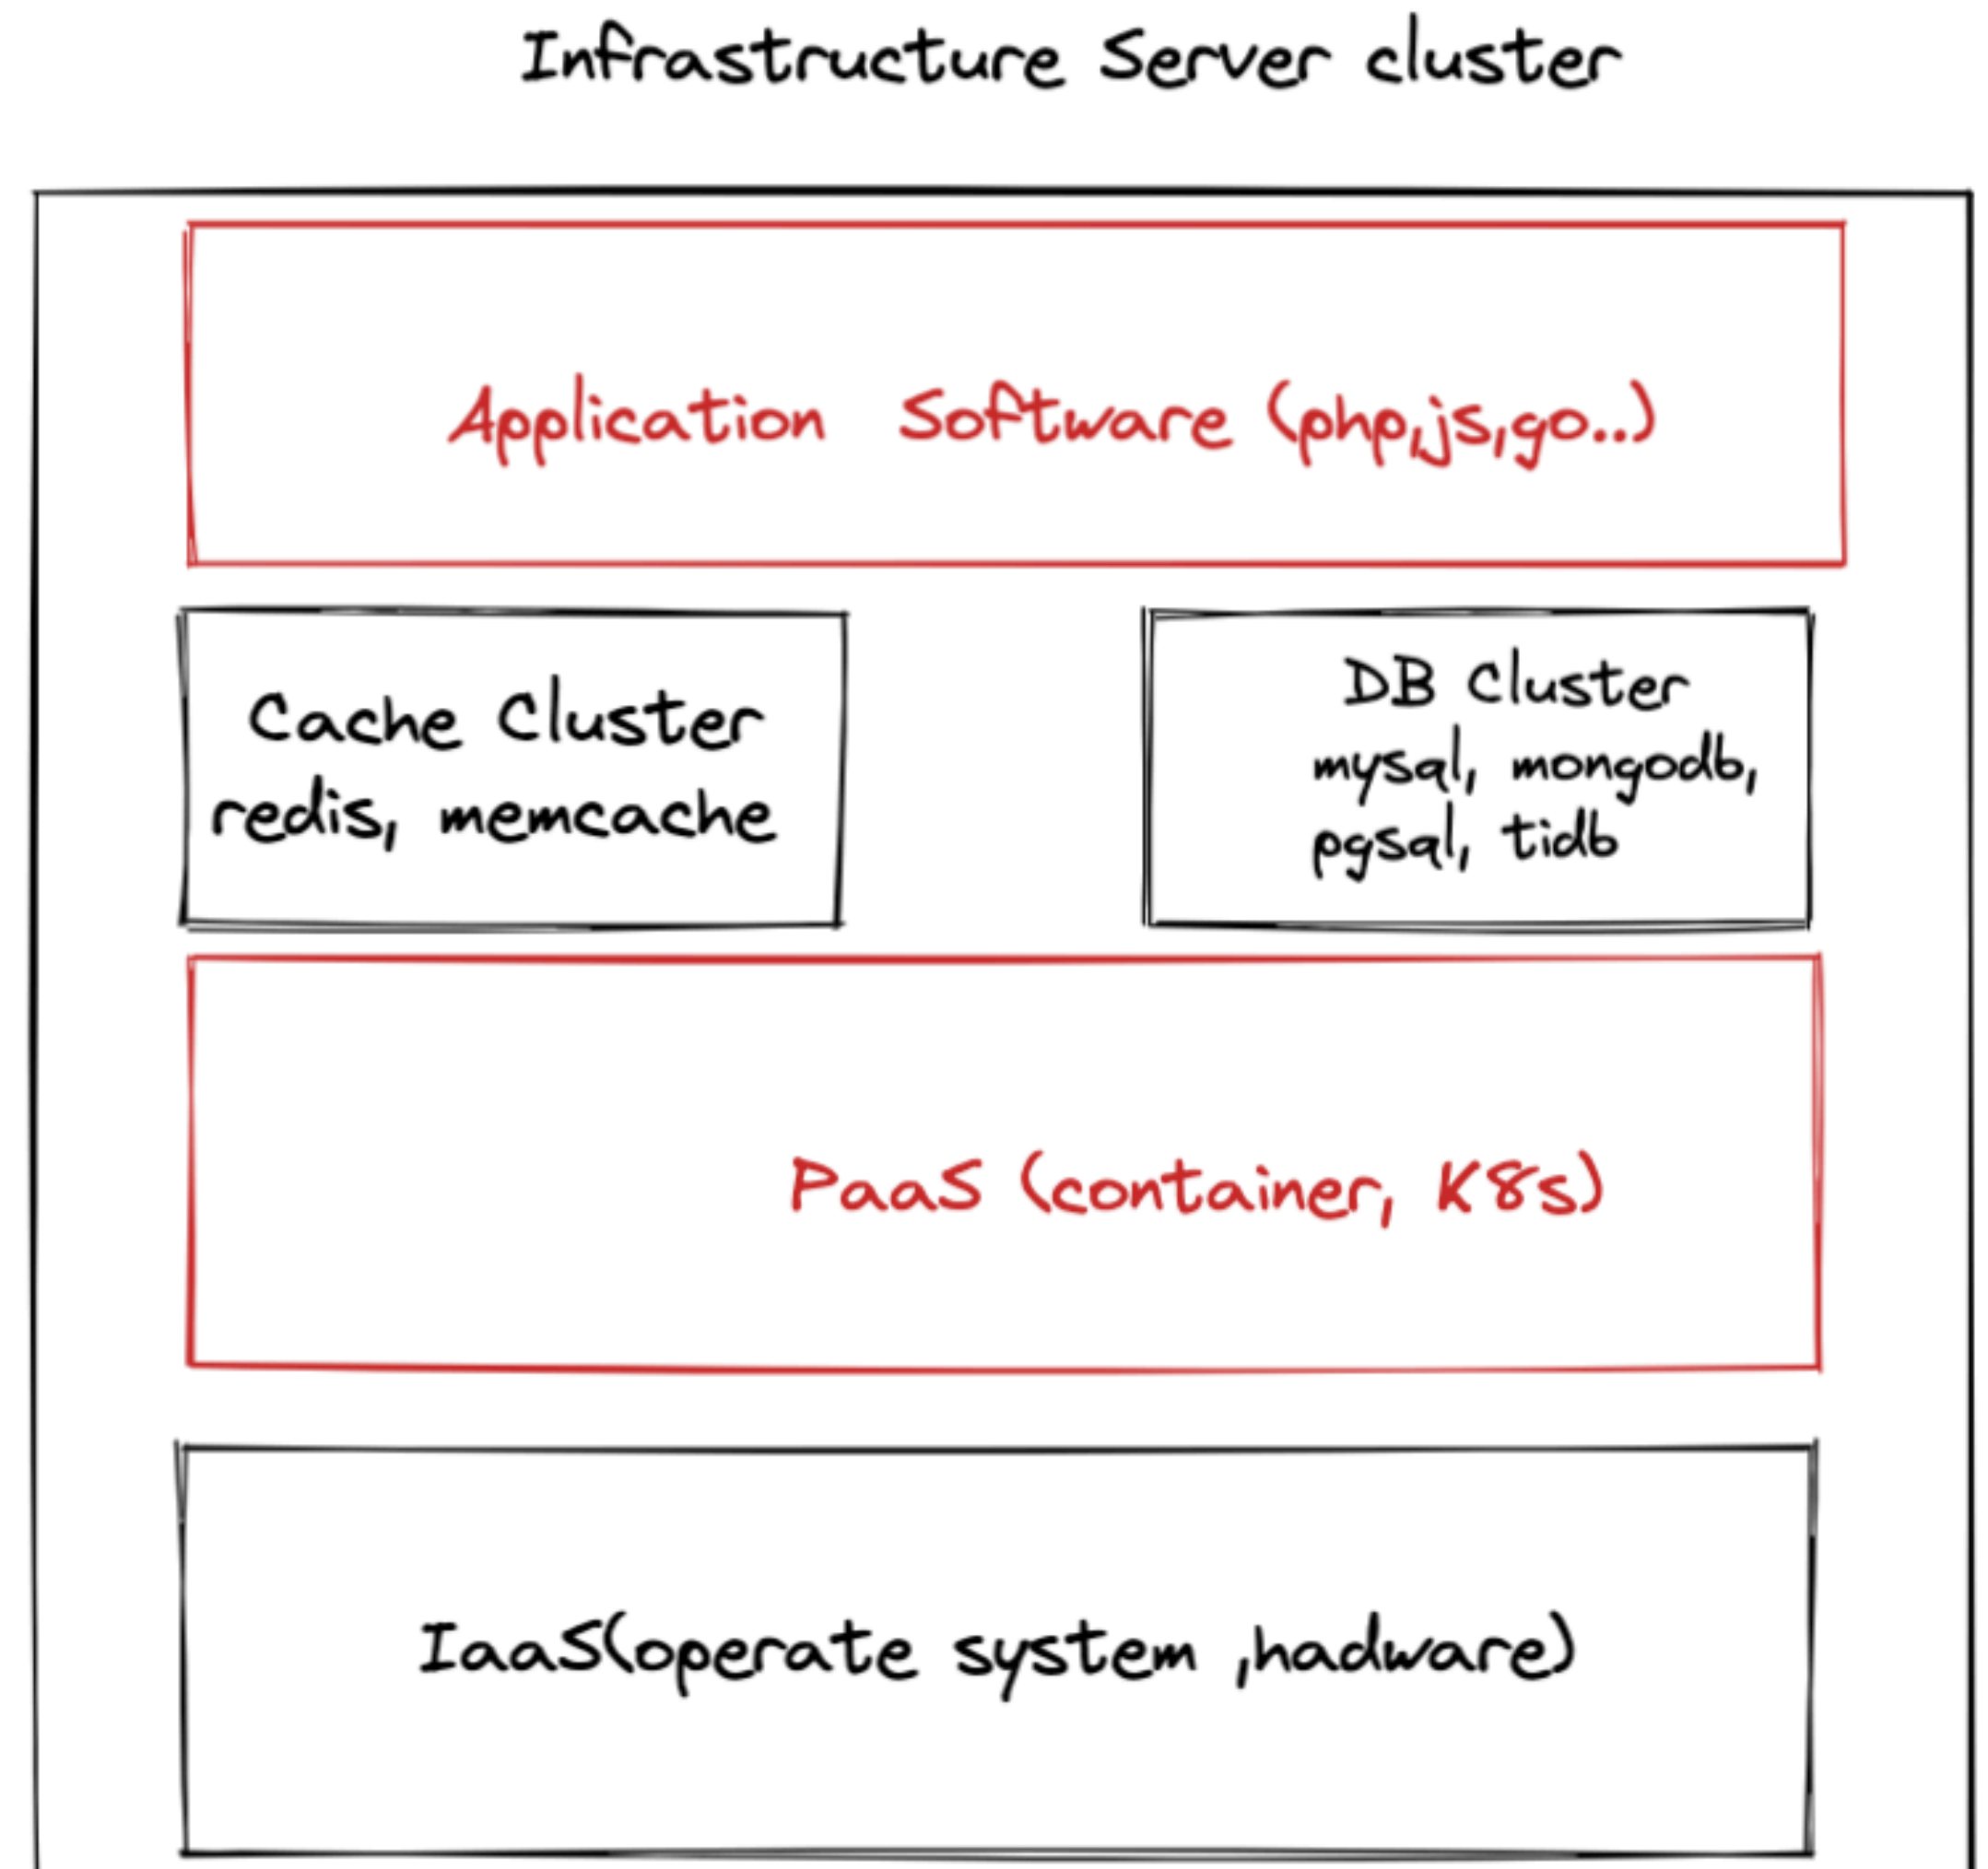 Infrastructure Server cluster
Application Software (php,js,go..)
Cache Cluster
redis, memcache
DB Cluster
mysql, mongodb,
pgsql, tidb
PaaS (container, K8s)
IaaS(operate system ,hadware)